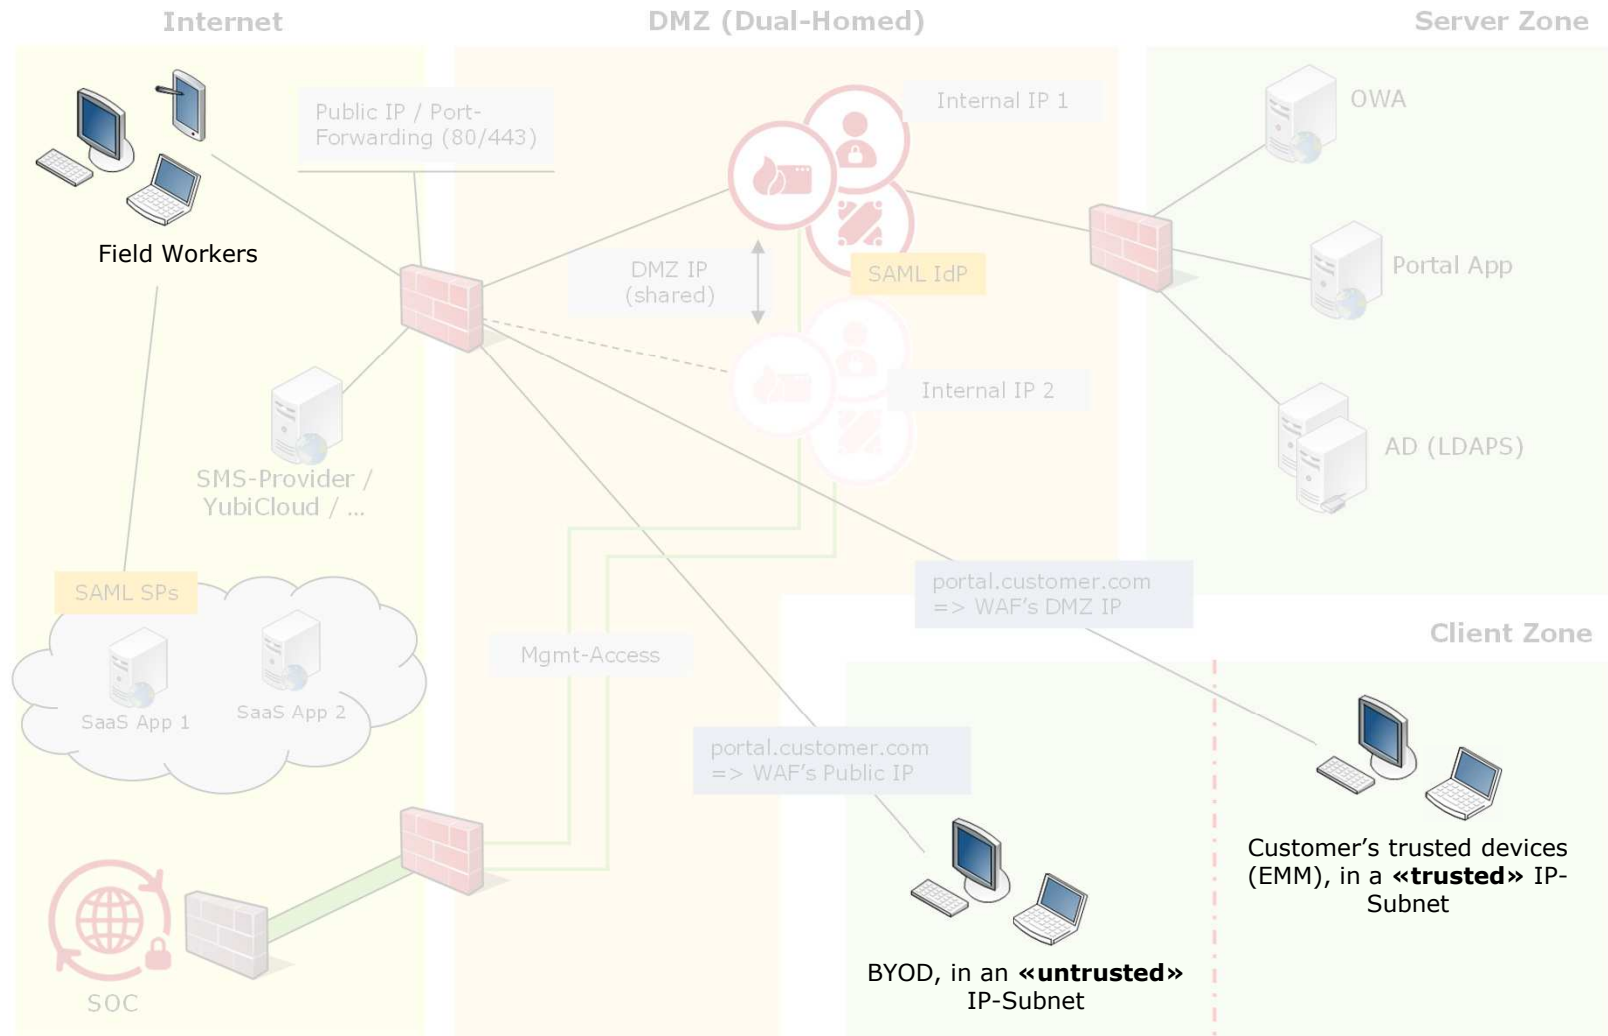 Internet
DMZ (Dual-Homed)
Server Zone
Public IP / Port-
Forwarding (80/443)
Internal IP 1
OWA
Field Workers
DMZ IP
(shared)
SAML IdP
Portal App
Internal IP 2
SMS-Provider /
YubiCloud / ...
AD (LDAPS)
SAML SPs
portal.customer.com
=> WAF's DMZ IP
Client Zone
Mgmt-Access
SaaS App 1
SaaS App 2
portal.customer.com
=> WAF's Public IP
Customer's trusted devices
(EMM), in a «trusted» IP-
Subnet
BYOD, in an «untrusted»
IP-Subnet
SOC